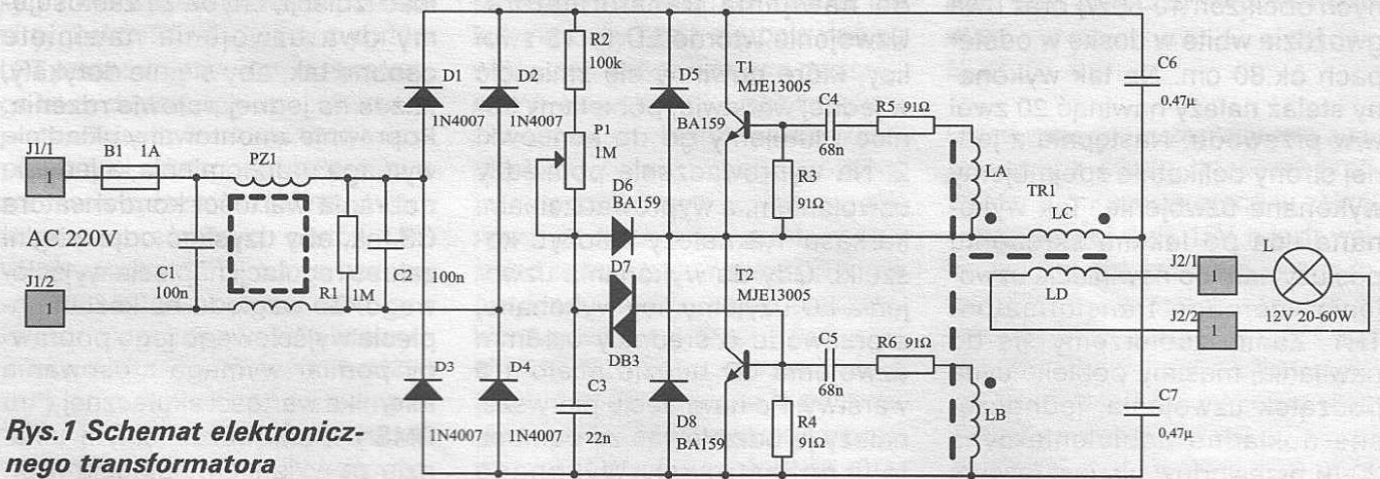 R2
100k
D1
D2
D5
T1
MJE13005
C6
0,47µ
C4
R5 91Ω
1N4007
1N4007
BA159
68n
P1
1M
J1/1
1
B1 1A
PZ1
R3
91Ω
LA
TR1
LC
D6
BA159
AC 220V
J2/1
1
L
D7
T2
MJE13005
C1
100n
C2
100n
R1 1M
LD
J1/2
1
J2/2
1
12V 20-60W
C5
R6 91Ω
DB3
68n
D3
D4
C3
D8
R4
91Ω
LB
C7
0,47µ
1N4007
1N4007
22n
BA159
Rys.1 Schemat elektronicz-
nego transformatora